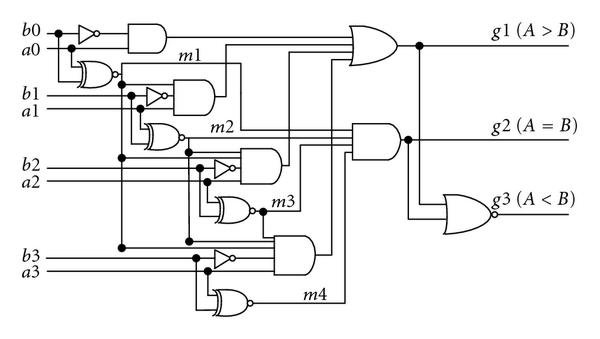 b0
g1 (A > B)
a0
m1
b1
a1
m2
g2 (A = B)
b2
a2
m3
g3 (A < B)
b3
a3
m4